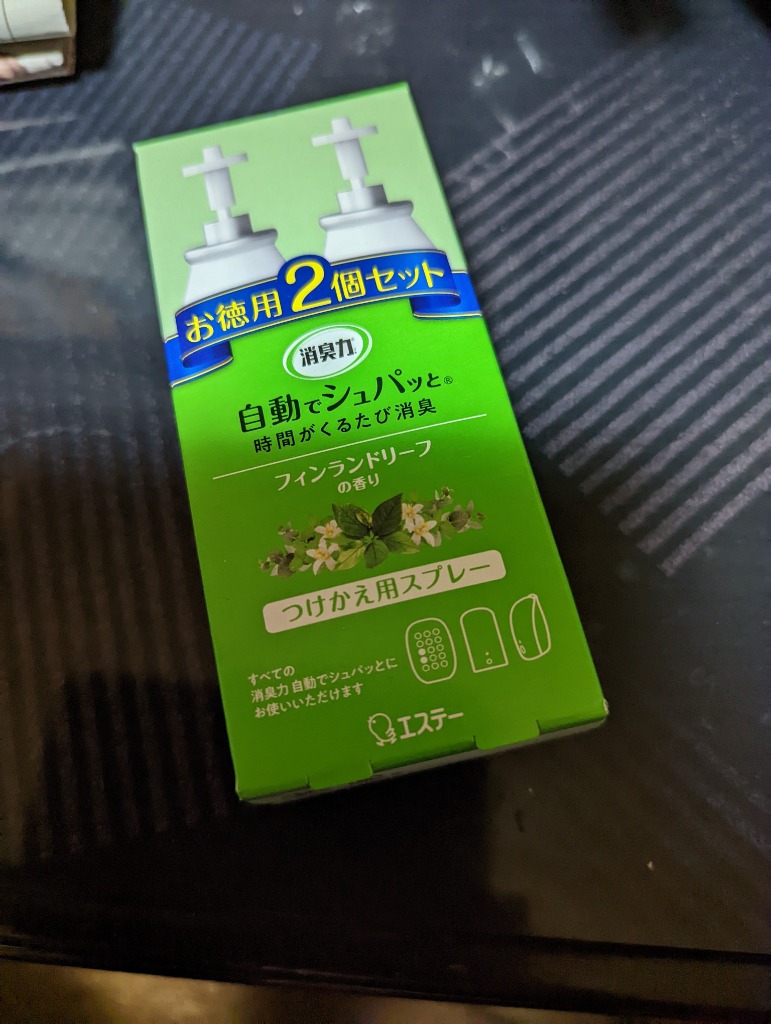 お徳用2個セット
消臭力
自動でシュパッと®
時間がくるたび消臭
フィンランドリーフ
の香り
つけかえ用スプレー
すべての
消臭力 自動でシュパッとに
お使いいただけます
エステー